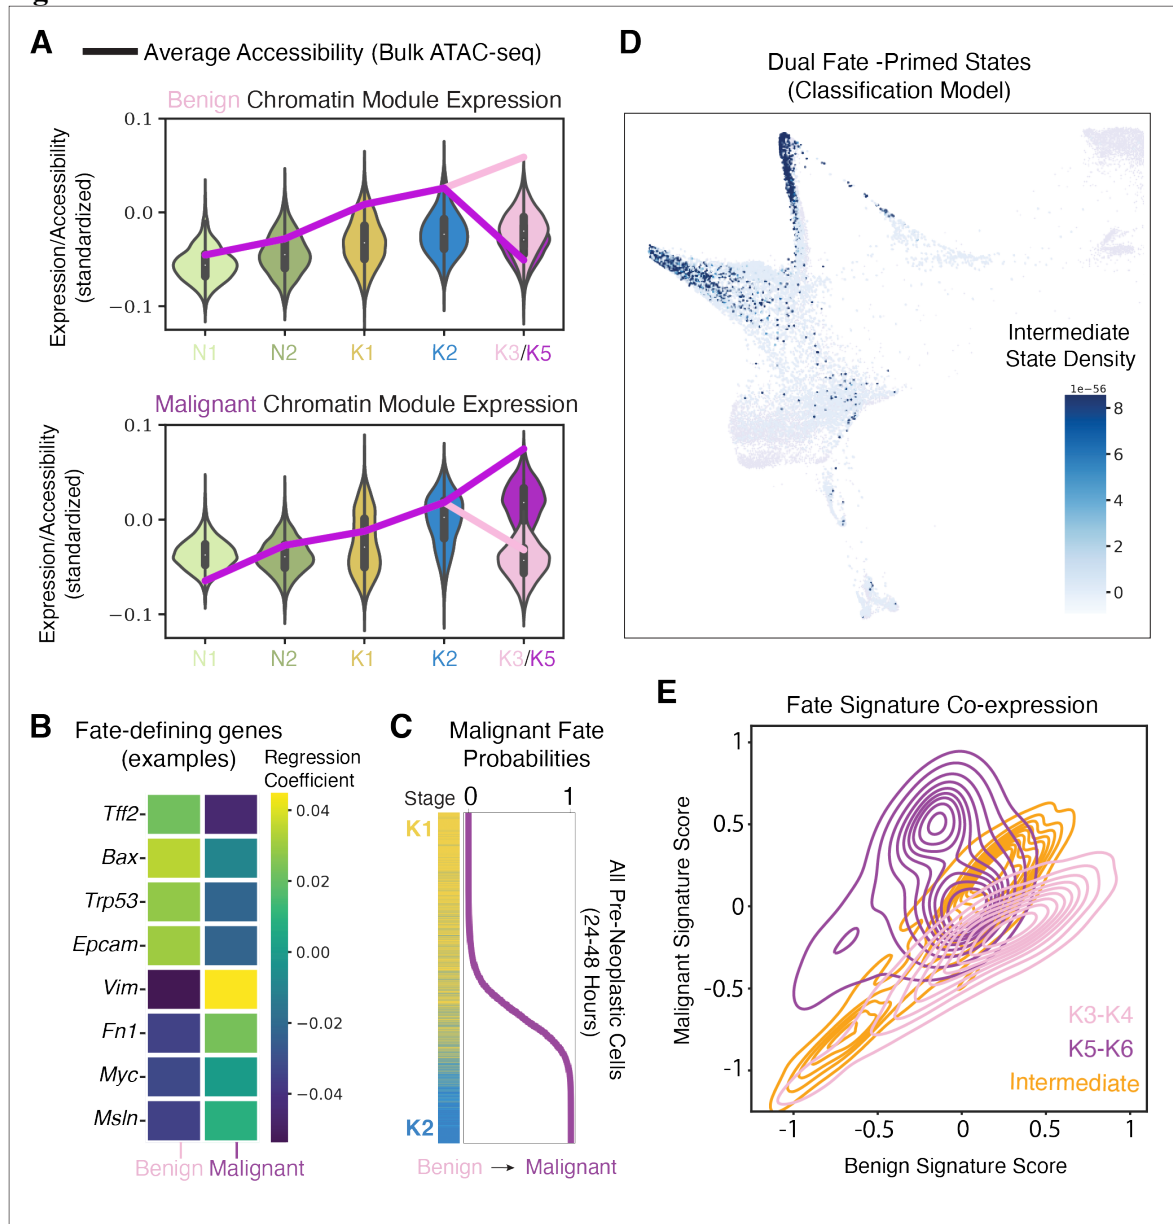 A
Average Accessibility (Bulk ATAC-seq)
Benign Chromatin Module Expression
Expression/Accessibility
(standardized)
0.1
0.0
−0.1
N1
N2
K1
K2
K3/K5
Malignant Chromatin Module Expression
Expression/Accessibility
(standardized)
0.1
0.0
−0.1
N1
N2
K1
K2
K3/K5
B
Fate-defining genes
(examples)
Regression
Coefficient
Tff2
Bax
Trp53
Epcam
Vim
Fn1
Myc
Msln
0.04
0.02
0.00
−0.02
−0.04
Benign
Malignant
C
Malignant Fate
Probabilities
Stage
0
1
K1
K2
All Pre-Neoplastic Cells
(24-48 Hours)
Benign → Malignant
D
Dual Fate -Primed States
(Classification Model)
Intermediate
State Density
1e−56
8
6
4
2
0
E
Fate Signature Co-expression
Malignant Signature Score
1
0.5
0
-0.5
-1
K3-K4
K5-K6
Intermediate
-1
-0.5
0
0.5
1
Benign Signature Score